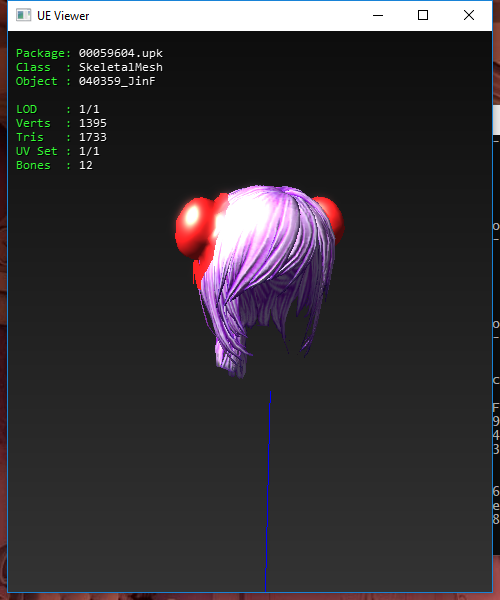 UE Viewer
Package: 00059604.upk
Class : SkeletalMesh
Object : 040359_JinF
LOD : 1/1
Verts : 1395
Tris : 1733
UV Set : 1/1
Bones : 12
o
o
c
F
9
4
3
6
e
8